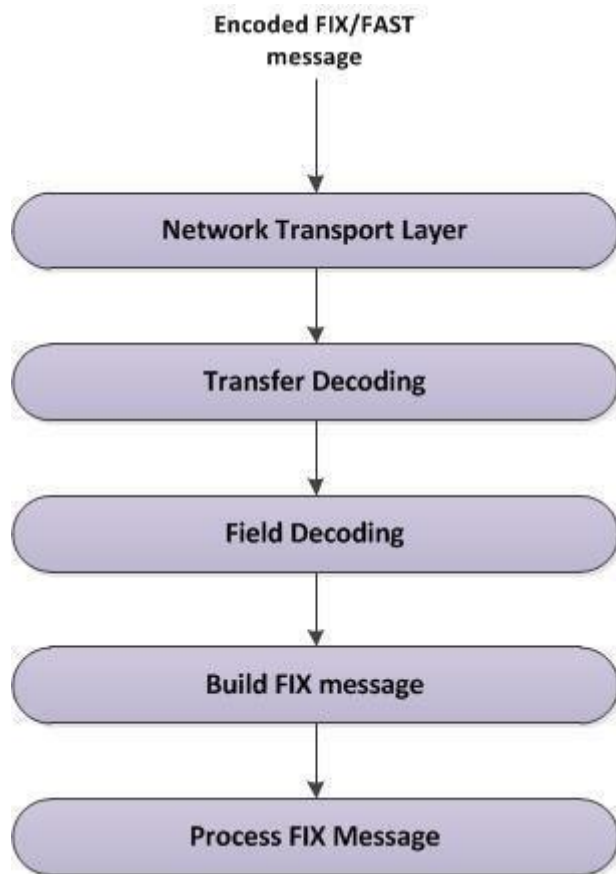 Encoded FIX/FAST
message
Network Transport Layer
Transfer Decoding
Field Decoding
Build FIX message
Process FIX Message